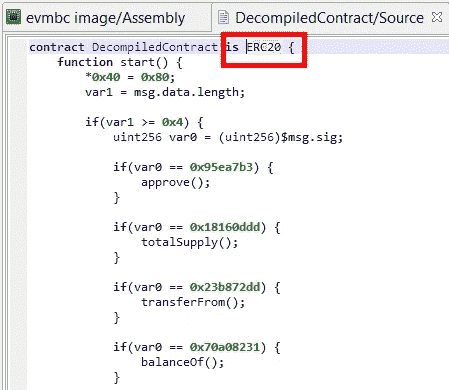 evmbc image/Assembly
DecompiledContract/Source
contract DecompiledContract is ERC20 {
function start() {
*0x40 = 0x80;
var1 = msg.data.length;
if(var1 >= 0x4) {
uint256 var0 = (uint256)$msg.sig;
if(var0 == 0x95ea7b3) {
approve();
}
if(var0 == 0x18160ddd) {
totalSupply();
}
if(var0 == 0x23b872dd) {
transferFrom();
}
if(var0 == 0x70a08231) {
balanceOf();
}